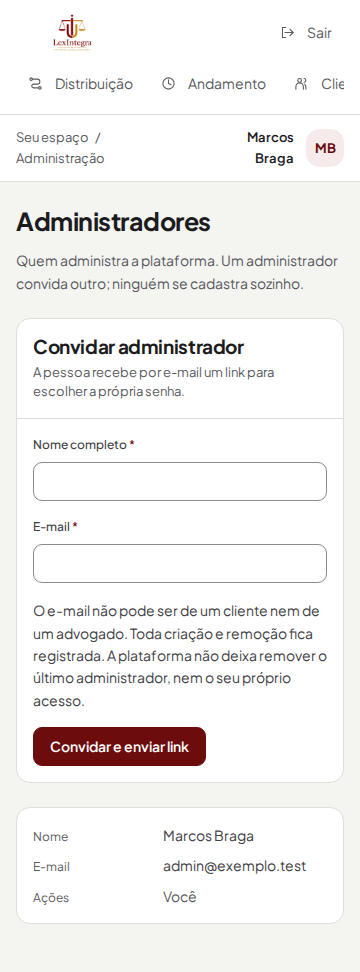 LexIntegra
Sair
Distribuição
Andamento
Clie
Seu espaço /
Administração
Marcos
Braga
MB
Administradores
Quem administra a plataforma. Um administrador
convida outro; ninguém se cadastra sozinho.
Convidar administrador
A pessoa recebe por e-mail um link para
escolher a própria senha.
Nome completo *
E-mail *
O e-mail não pode ser de um cliente nem de
um advogado. Toda criação e remoção fica
registrada. A plataforma não deixa remover o
último administrador, nem o seu próprio
acesso.
Convidar e enviar link
Nome Marcos Braga
E-mail admin@exemplo.test
Ações Você